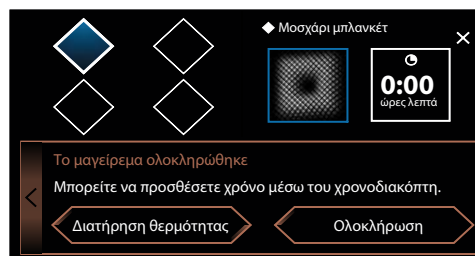 Μοσχάρι μπλανκέτ
0:00
ώρες λεπτά
Το μαγείρεμα ολοκληρώθηκε
Μπορείτε να προσθέσετε χρόνο μέσω του χρονοδιακόπτη.
Διατήρηση θερμότητας
Ολοκλήρωση